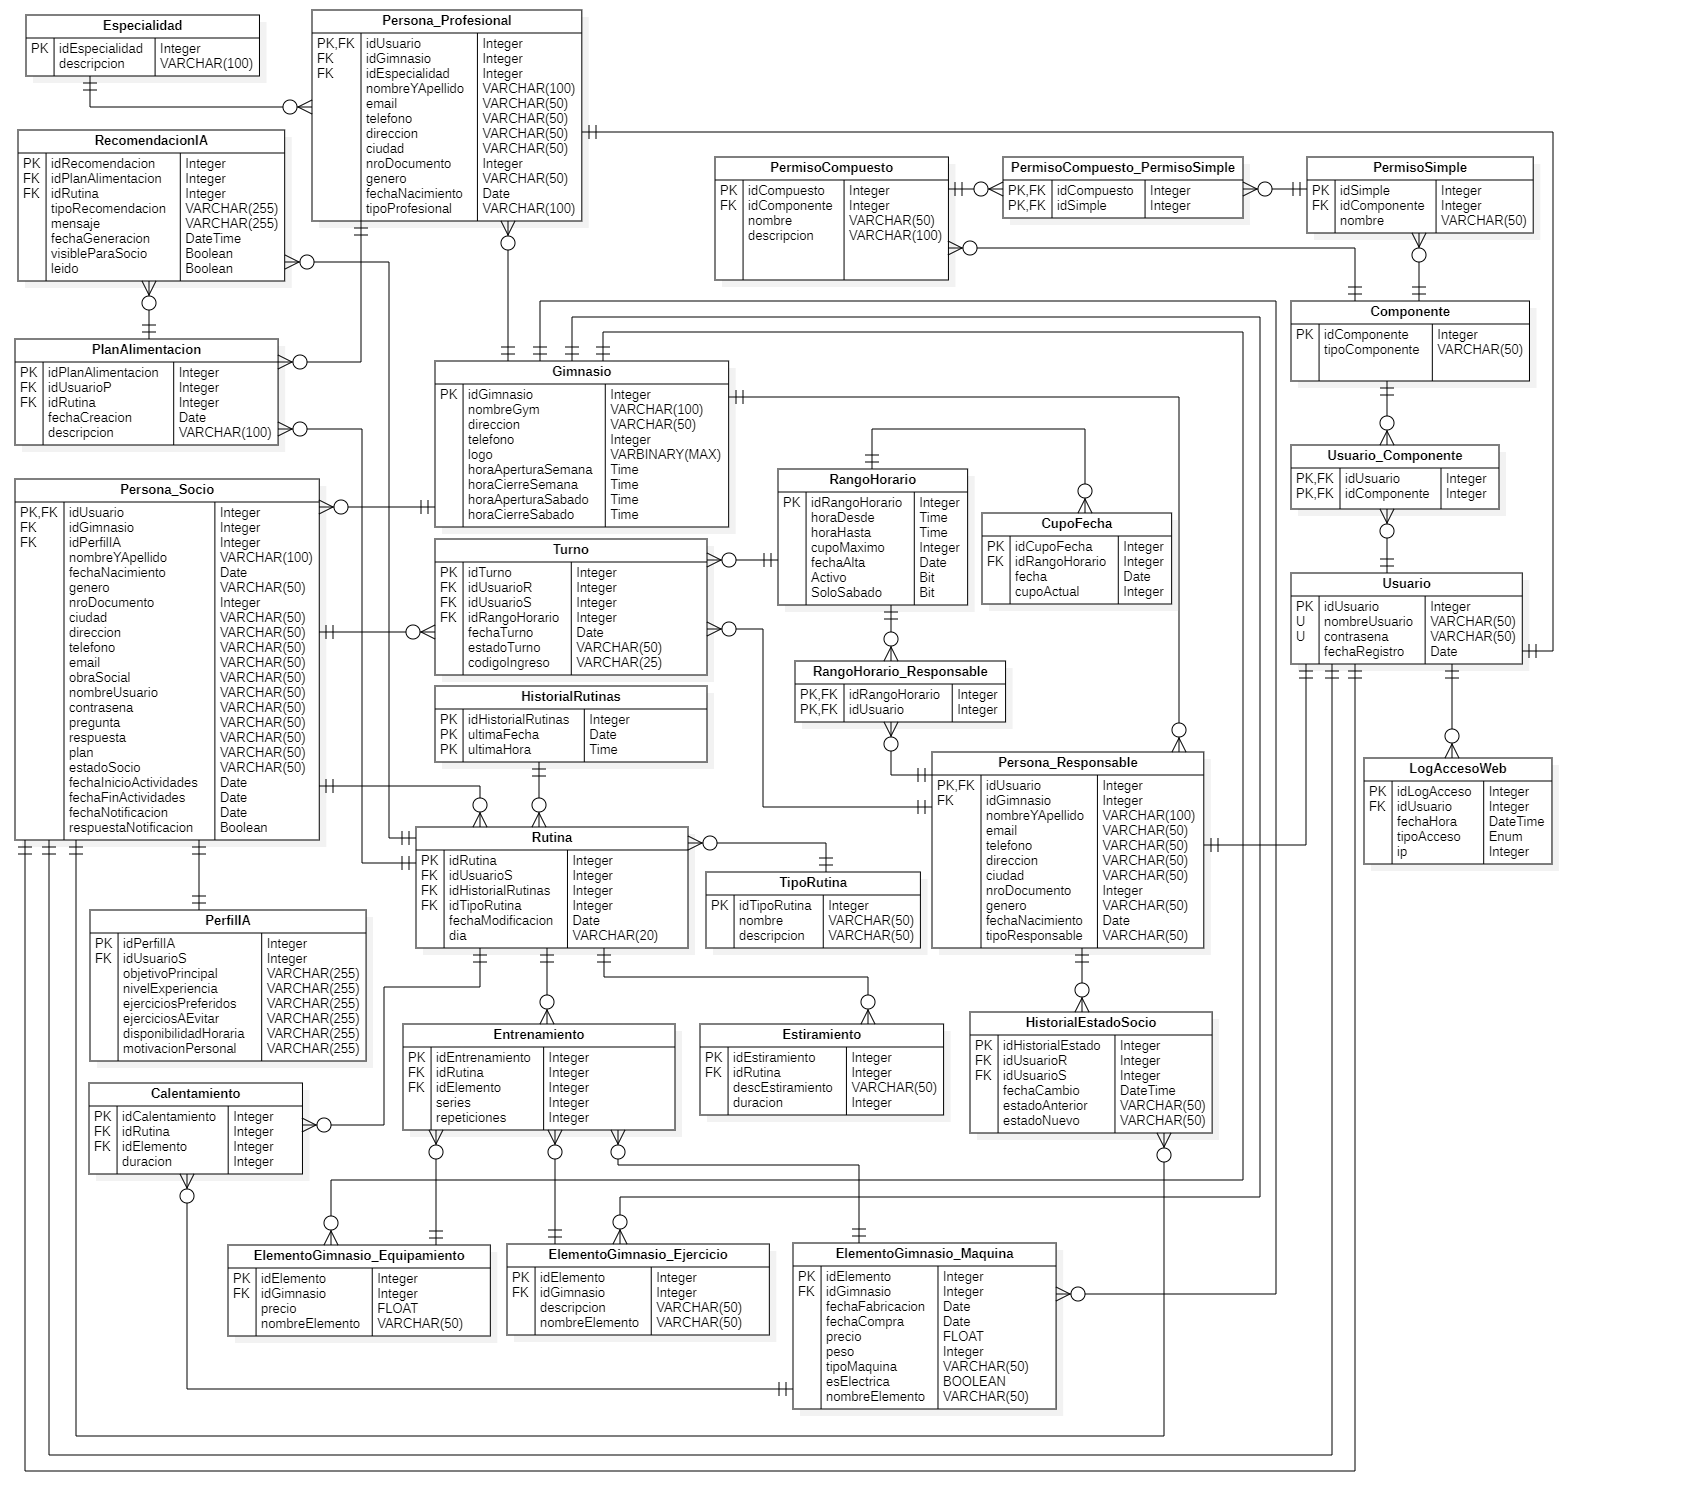 Especialidad
PK idEspecialidad Integer
descripcion VARCHAR(100)
Persona_Profesional
PK,FK idUsuario Integer
FK idGimnasio Integer
FK idEspecialidad Integer
nombreYApellido VARCHAR(100)
email VARCHAR(50)
telefono VARCHAR(50)
direccion VARCHAR(50)
ciudad VARCHAR(50)
nroDocumento Integer
genero VARCHAR(50)
fechaNacimiento Date
tipoProfesional VARCHAR(100)
RecomendacionIA
PK idRecomendacion Integer
FK idPlanAlimentacion Integer
FK idRutina Integer
tipoRecomendacion VARCHAR(255)
mensaje VARCHAR(255)
fechaGeneracion DateTime
visibleParaSocio Boolean
leido Boolean
PermisoCompuesto
PK idCompuesto Integer
FK idComponente Integer
nombre VARCHAR(50)
descripcion VARCHAR(100)
PermisoCompuesto_PermisoSimple
PK,FK idCompuesto Integer
PK,FK idSimple Integer
PermisoSimple
PK idSimple Integer
FK idComponente Integer
nombre VARCHAR(50)
Componente
PK idComponente Integer
tipoComponente VARCHAR(50)
PlanAlimentacion
PK idPlanAlimentacion Integer
FK idUsuarioP Integer
FK idRutina Integer
fechaCreacion Date
descripcion VARCHAR(100)
Gimnasio
PK idGimnasio Integer
nombreGym VARCHAR(100)
direccion VARCHAR(50)
telefono Integer
logo VARBINARY(MAX)
horaAperturaSemana Time
horaCierreSemana Time
horaAperturaSabado Time
horaCierreSabado Time
Usuario_Componente
PK,FK idUsuario Integer
PK,FK idComponente Integer
RangoHorario
PK idRangoHorario Integer
horaDesde Time
horaHasta Time
cupoMaximo Integer
fechaAlta Date
Activo Bit
SoloSabado Bit
CupoFecha
PK idCupoFecha Integer
FK idRangoHorario Integer
fecha Date
cupoActual Integer
Persona_Socio
PK,FK idUsuario Integer
FK idGimnasio Integer
FK idPerfilIA Integer
nombreYApellido VARCHAR(100)
fechaNacimiento Date
genero VARCHAR(50)
nroDocumento Integer
ciudad VARCHAR(50)
direccion VARCHAR(50)
telefono VARCHAR(50)
email VARCHAR(50)
obraSocial VARCHAR(50)
nombreUsuario VARCHAR(50)
contrasena VARCHAR(50)
pregunta VARCHAR(50)
respuesta VARCHAR(50)
plan VARCHAR(50)
estadoSocio VARCHAR(50)
fechaInicioActividades Date
fechaFinActividades Date
fechaNotificacion Date
respuestaNotificacion Boolean
Turno
PK idTurno Integer
FK idUsuarioR Integer
FK idUsuarioS Integer
FK idRangoHorario Integer
fechaTurno Date
estadoTurno VARCHAR(50)
codigoIngreso VARCHAR(25)
Usuario
PK idUsuario Integer
U nombreUsuario VARCHAR(50)
U contrasena VARCHAR(50)
fechaRegistro Date
RangoHorario_Responsable
PK,FK idRangoHorario Integer
PK,FK idUsuario Integer
HistorialRutinas
PK idHistorialRutinas Integer
PK ultimaFecha Date
PK ultimaHora Time
Persona_Responsable
PK,FK idUsuario Integer
FK idGimnasio Integer
nombreYApellido VARCHAR(100)
email VARCHAR(50)
telefono VARCHAR(50)
direccion VARCHAR(50)
ciudad VARCHAR(50)
nroDocumento Integer
genero VARCHAR(50)
fechaNacimiento Date
tipoResponsable VARCHAR(50)
LogAccesoWeb
PK idLogAcceso Integer
FK idUsuario Integer
fechaHora DateTime
tipoAcceso Enum
ip Integer
Rutina
PK idRutina Integer
FK idUsuarioS Integer
FK idHistorialRutinas Integer
FK idTipoRutina Integer
fechaModificacion Date
dia VARCHAR(20)
TipoRutina
PK idTipoRutina Integer
nombre VARCHAR(50)
descripcion VARCHAR(50)
PerfilIA
PK idPerfilIA Integer
FK idUsuarioS Integer
objetivoPrincipal VARCHAR(255)
nivelExperiencia VARCHAR(255)
ejerciciosPreferidos VARCHAR(255)
ejerciciosAEvitar VARCHAR(255)
disponibilidadHoraria VARCHAR(255)
motivacionPersonal VARCHAR(255)
Entrenamiento
PK idEntrenamiento Integer
FK idRutina Integer
FK idElemento Integer
series Integer
repeticiones Integer
Estiramiento
PK idEstiramiento Integer
FK idRutina Integer
descEstiramiento VARCHAR(50)
duracion Integer
HistorialEstadoSocio
PK idHistorialEstado Integer
FK idUsuarioR Integer
FK idUsuarioS Integer
fechaCambio DateTime
estadoAnterior VARCHAR(50)
estadoNuevo VARCHAR(50)
Calentamiento
PK idCalentamiento Integer
FK idRutina Integer
FK idElemento Integer
duracion Integer
ElementoGimnasio_Equipamiento
PK idElemento Integer
FK idGimnasio Integer
precio FLOAT
nombreElemento VARCHAR(50)
ElementoGimnasio_Ejercicio
PK idElemento Integer
FK idGimnasio Integer
descripcion VARCHAR(50)
nombreElemento VARCHAR(50)
ElementoGimnasio_Maquina
PK idElemento Integer
FK idGimnasio Integer
fechaFabricacion Date
fechaCompra Date
precio FLOAT
peso Integer
tipoMaquina VARCHAR(50)
esElectrica BOOLEAN
nombreElemento VARCHAR(50)